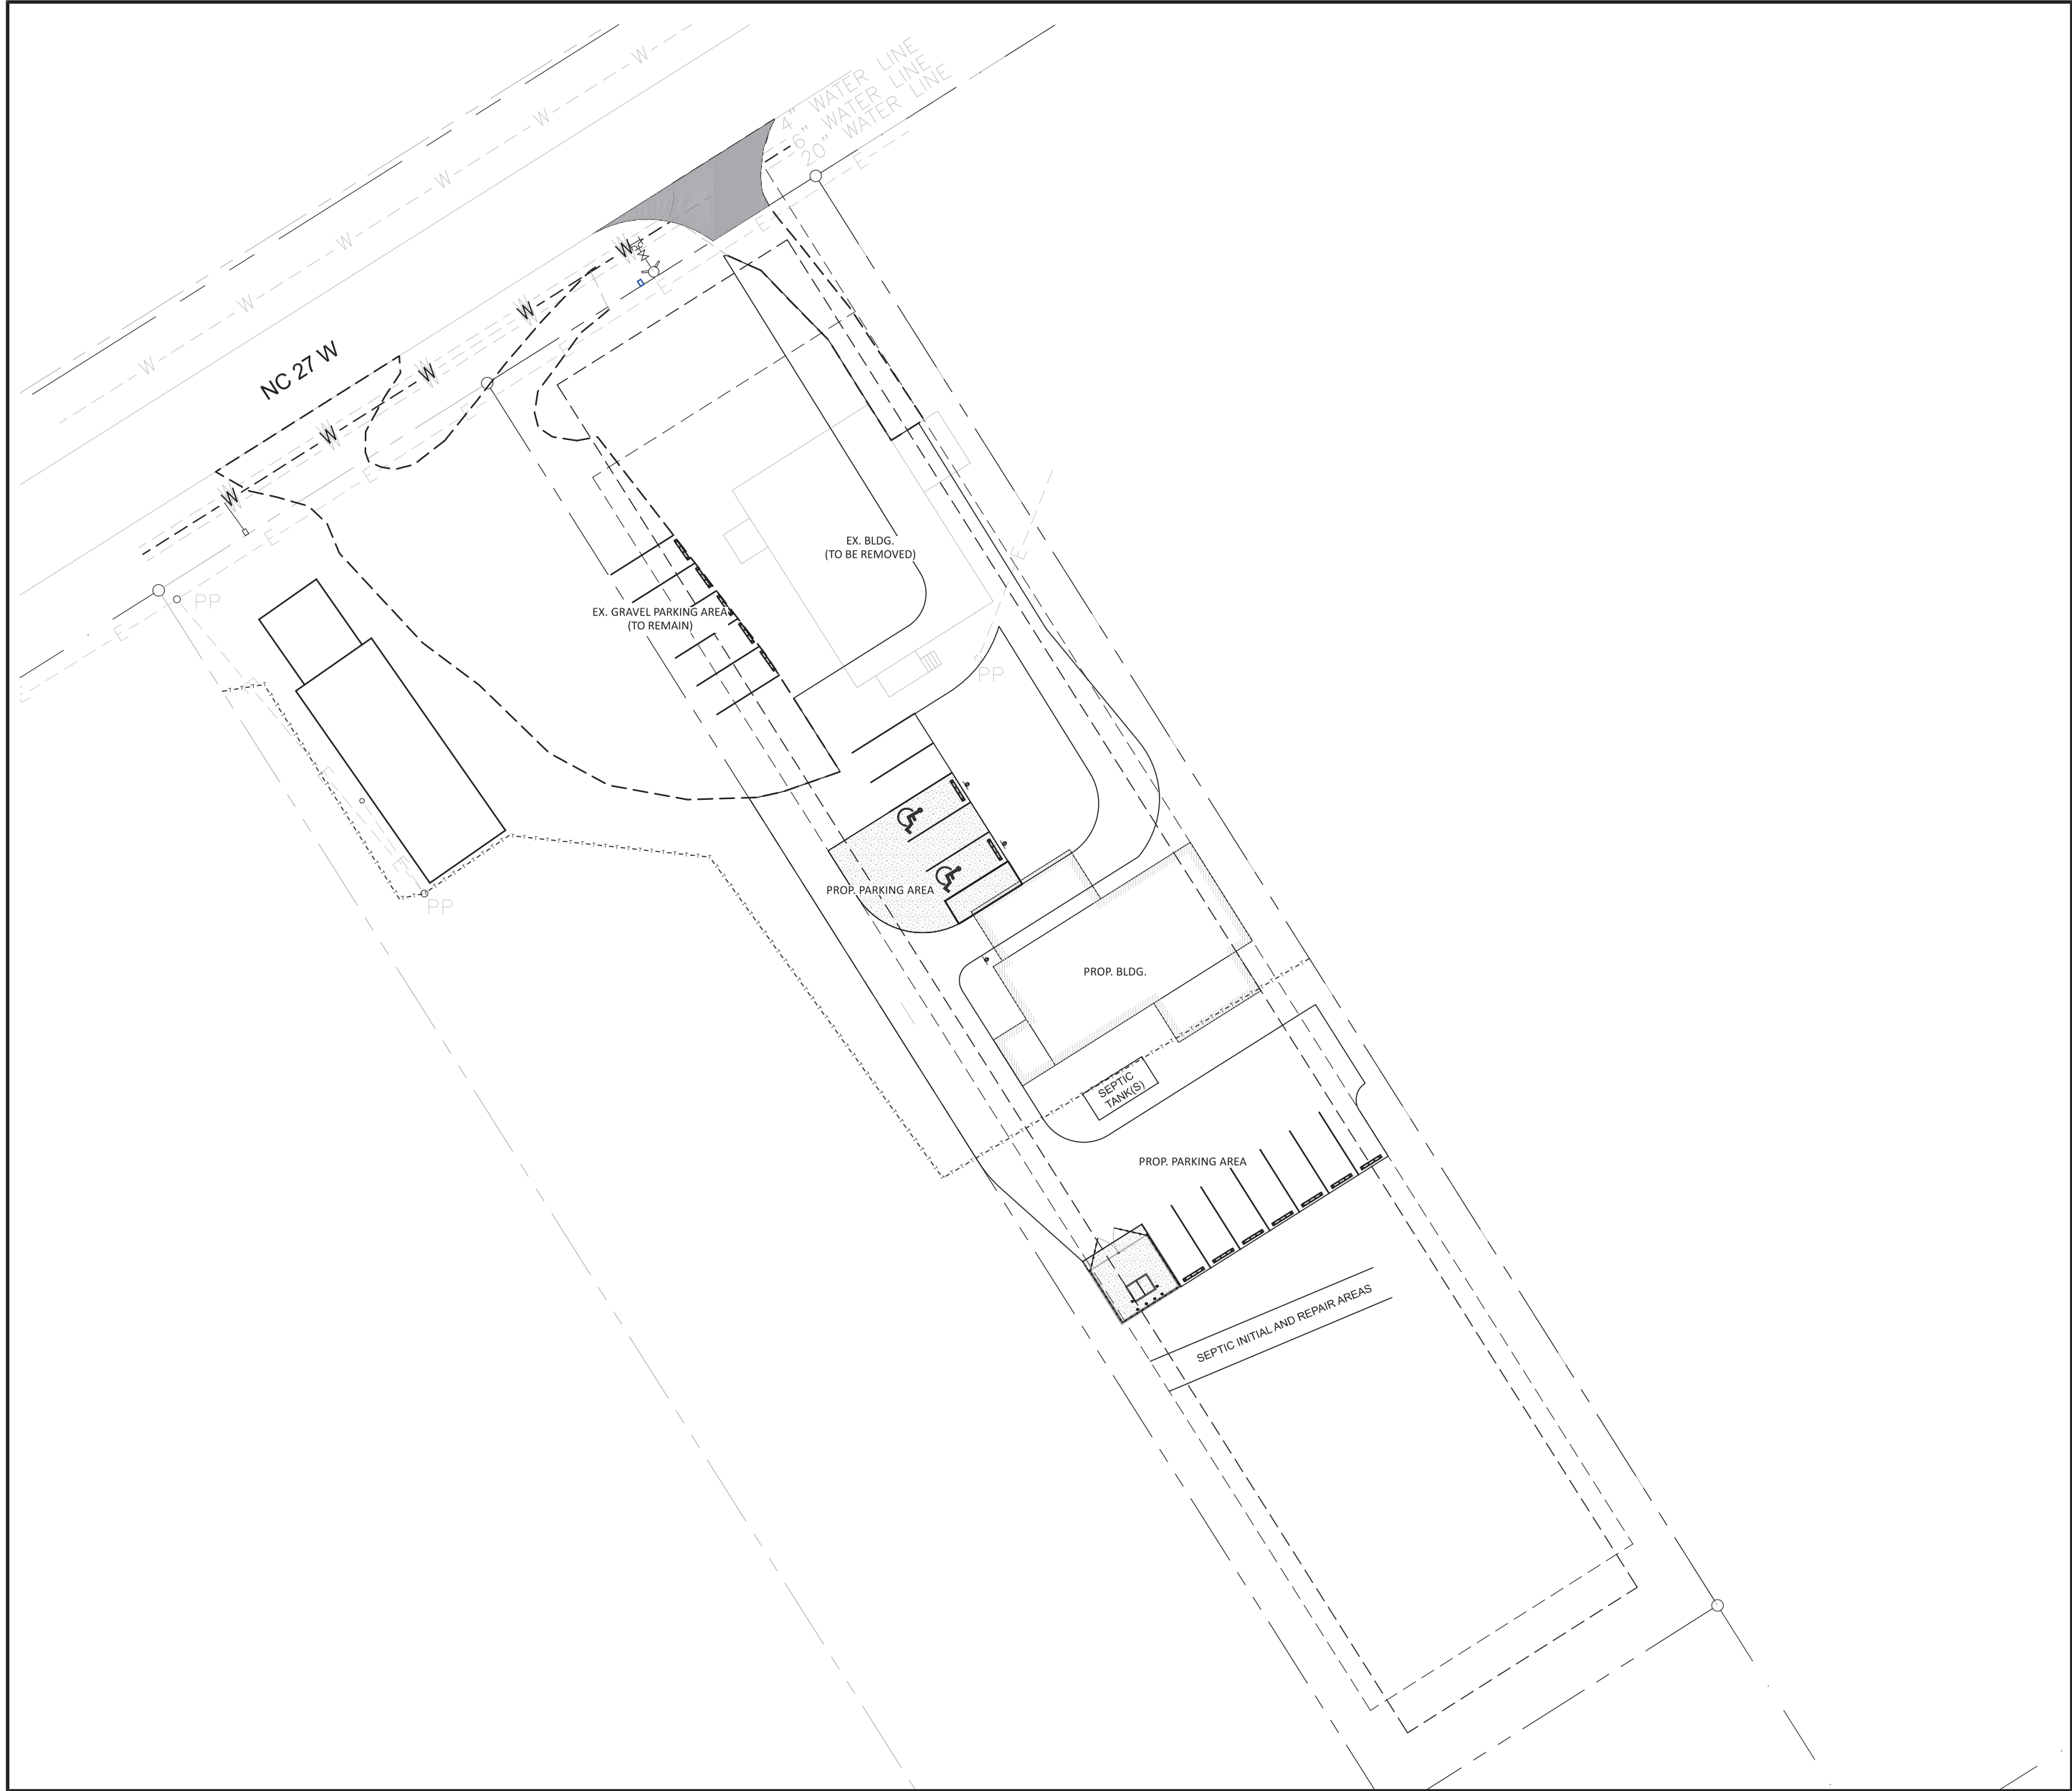 4" WATER LINE
6" WATER LINE
20" WATER LINE
W
W
W
W
W
W
E
E
W
W
E
E
NC 27 W
W
E
W
E
W
E
E
E
PP
E
EX. BLDG.
(TO BE REMOVED)
E
EX. GRAVEL PARKING AREA
(TO REMAIN)
PP
E
E
E
PP
PROP. PARKING AREA
PROP. BLDG.
SEPTIC
TANK(S)
PROP. PARKING AREA
SEPTIC INITIAL AND REPAIR AREAS